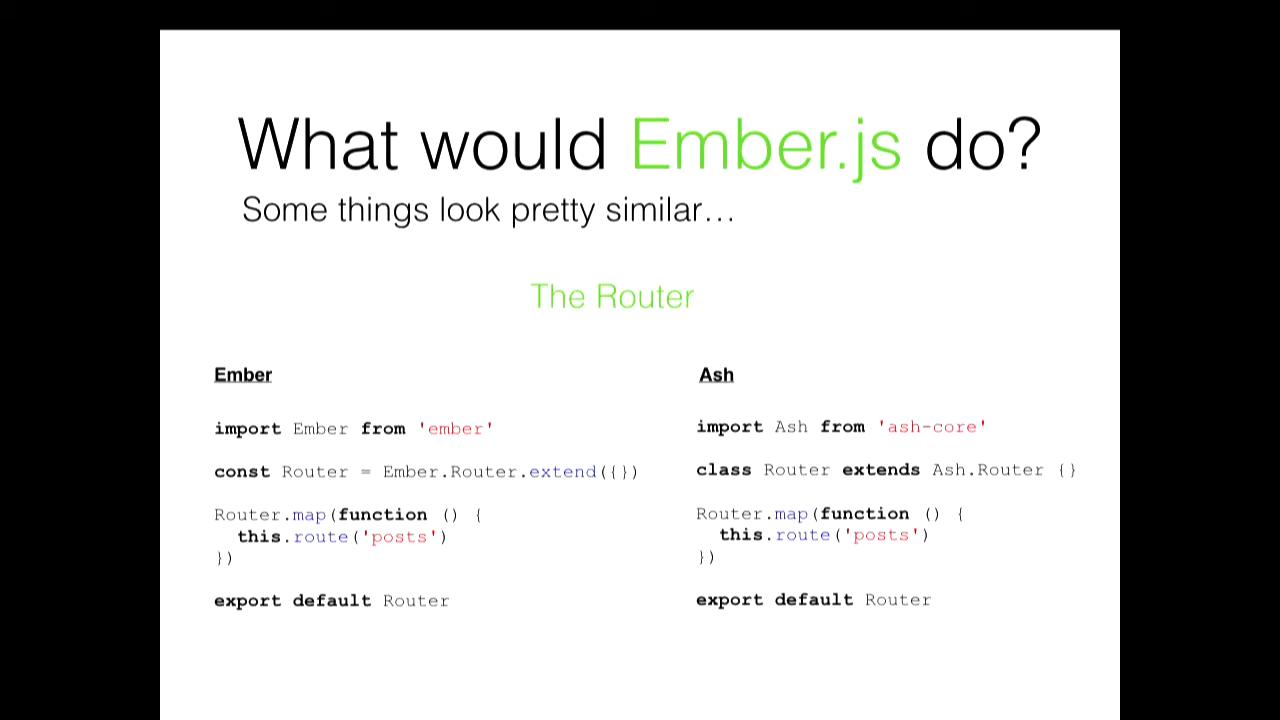 What would Ember.js do?
Some things look pretty similar…
The Router
Ember
import Ember from 'ember'
const Router = Ember.Router.extend({})
Router.map(function () {
  this.route('posts')
})
export default Router
Ash
import Ash from 'ash-core'
class Router extends Ash.Router {}
Router.map(function () {
  this.route('posts')
})
export default Router